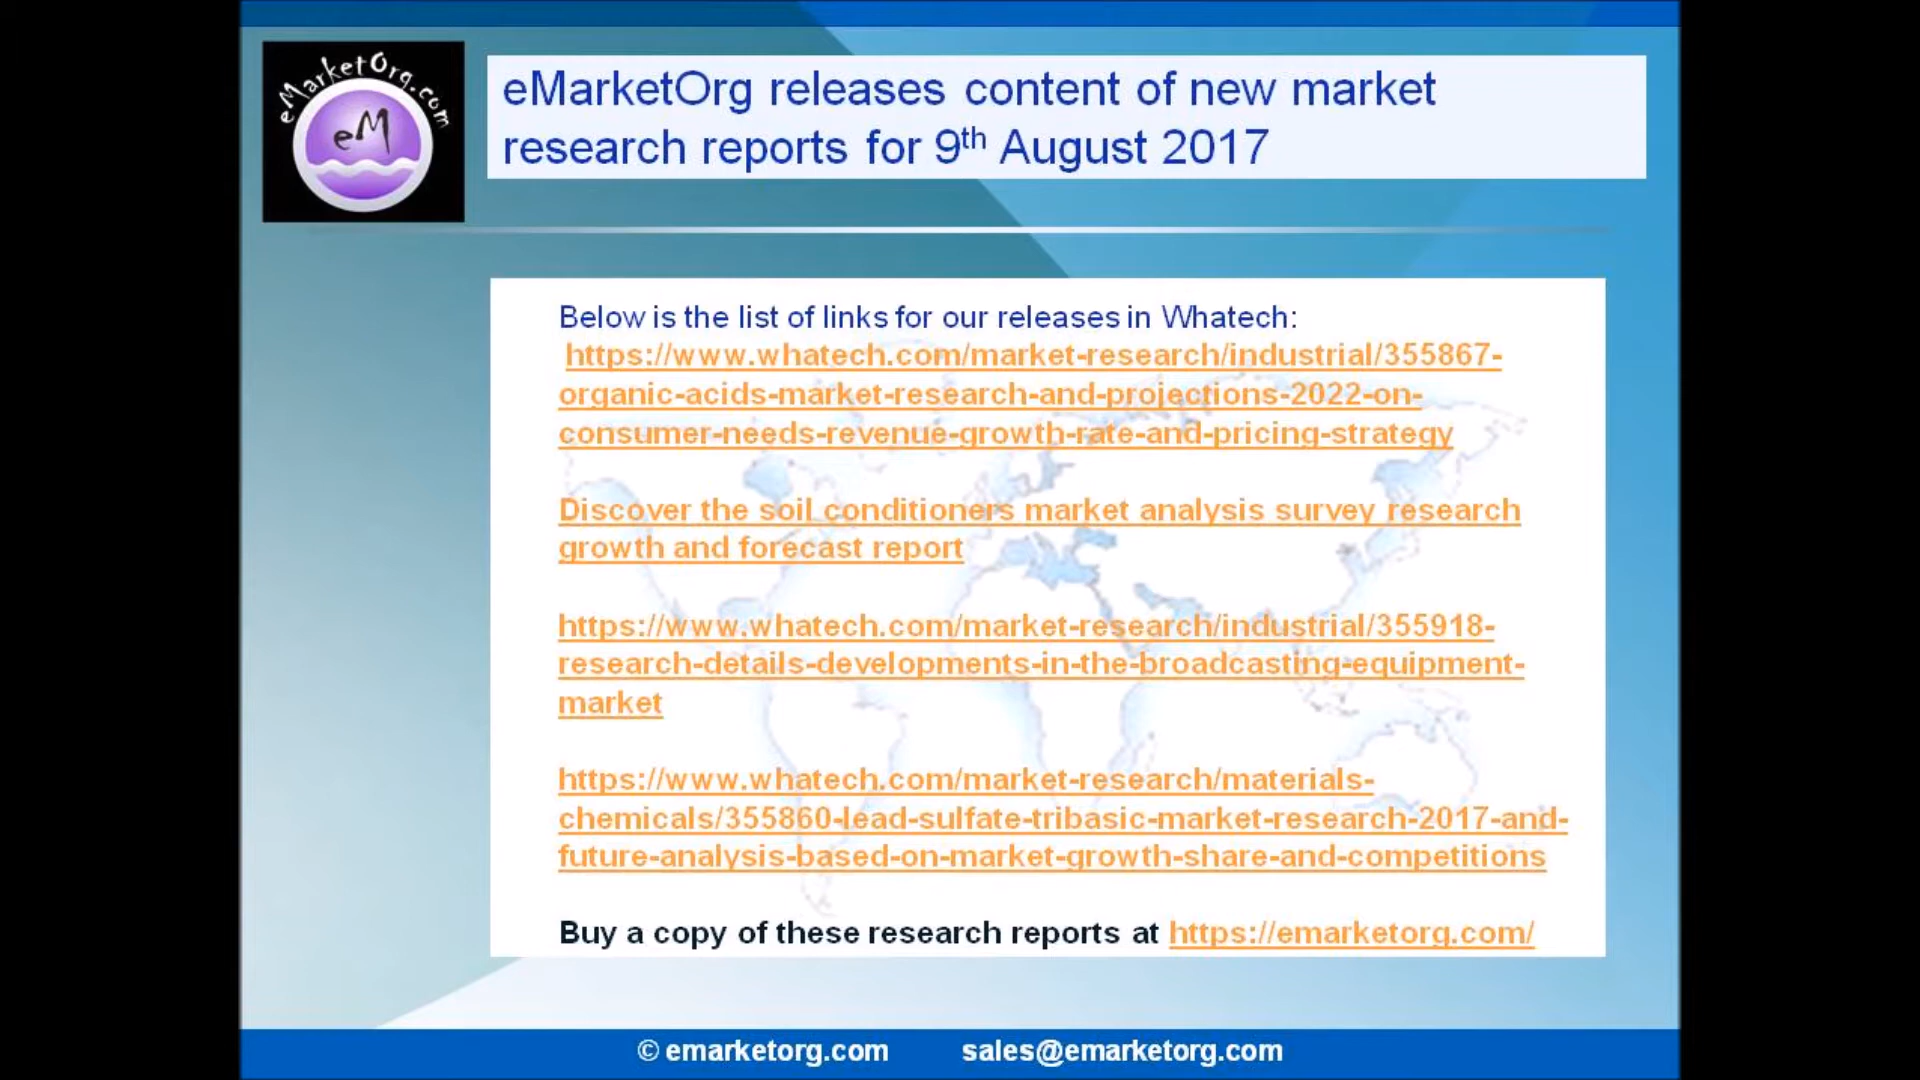 eMarketOrg.com
eM
eMarketOrg releases content of new market
research reports for 9th August 2017
Below is the list of links for our releases in Whatech:
https://www.whatech.com/market-research/industrial/355867-
organic-acids-market-research-and-projections-2022-on-
consumer-needs-revenue-growth-rate-and-pricing-strategy
Discover the soil conditioners market analysis survey research
growth and forecast report
https://www.whatech.com/market-research/industrial/355918-
research-details-developments-in-the-broadcasting-equipment-
market
https://www.whatech.com/market-research/materials-
chemicals/355860-lead-sulfate-tribasic-market-research-2017-and-
future-analysis-based-on-market-growth-share-and-competitions
Buy a copy of these research reports at https://emarketorg.com/
© emarketorg.com sales@emarketorg.com